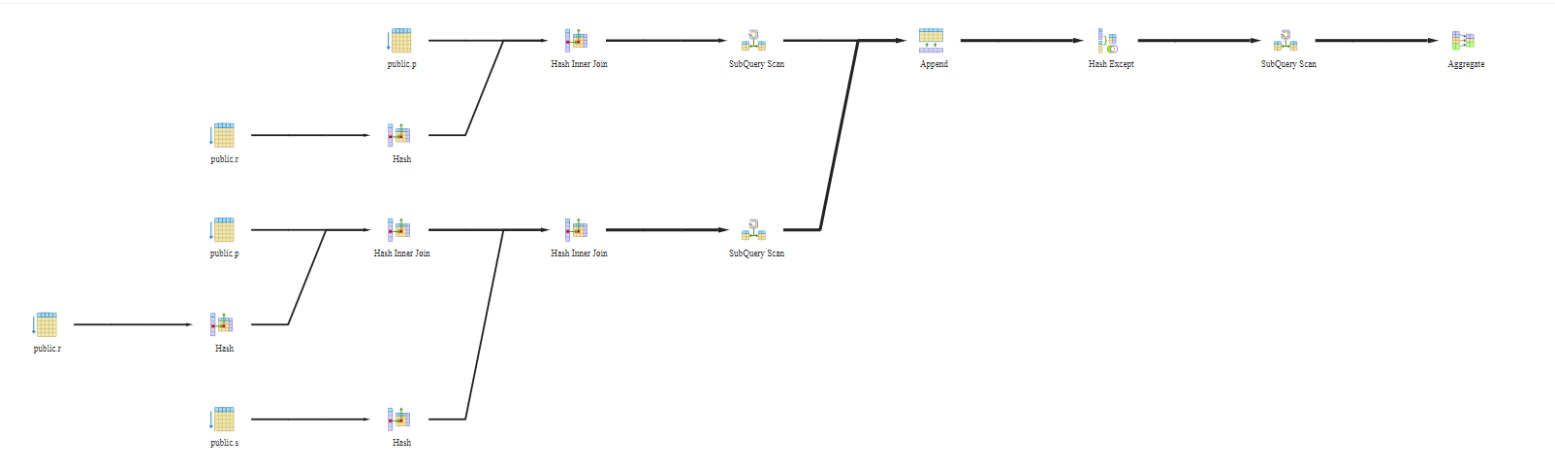 public.p
Hash Inner Join
SubQuery Scan
Append
Hash Except
SubQuery Scan
Aggregate
public.r
Hash
public.p
Hash Inner Join
Hash Inner Join
SubQuery Scan
public.r
Hash
public.s
Hash